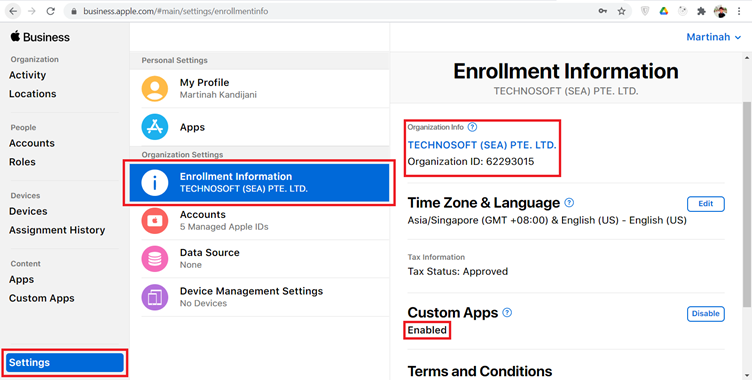 business.apple.com/#main/settings/enrollmentinfo
Business
Martinah
Organization
Activity
Locations
People
Accounts
Roles
Devices
Devices
Assignment History
Content
Apps
Custom Apps
Settings
Personal Settings
My Profile
Martinah Kandijani
Apps
Organization Settings
Enrollment Information
TECHNOSOFT (SEA) PTE. LTD.
Accounts
5 Managed Apple IDs
Data Source
None
Device Management Settings
No Devices
Enrollment Information
TECHNOSOFT (SEA) PTE. LTD.
Organization Info ?
TECHNOSOFT (SEA) PTE. LTD.
Organization ID: 62293015
Time Zone & Language ? Edit
Asia/Singapore (GMT +08:00) & English (US) - English (US)
Tax Information
Tax Status: Approved
Custom Apps ? Disable
Enabled
Terms and Conditions